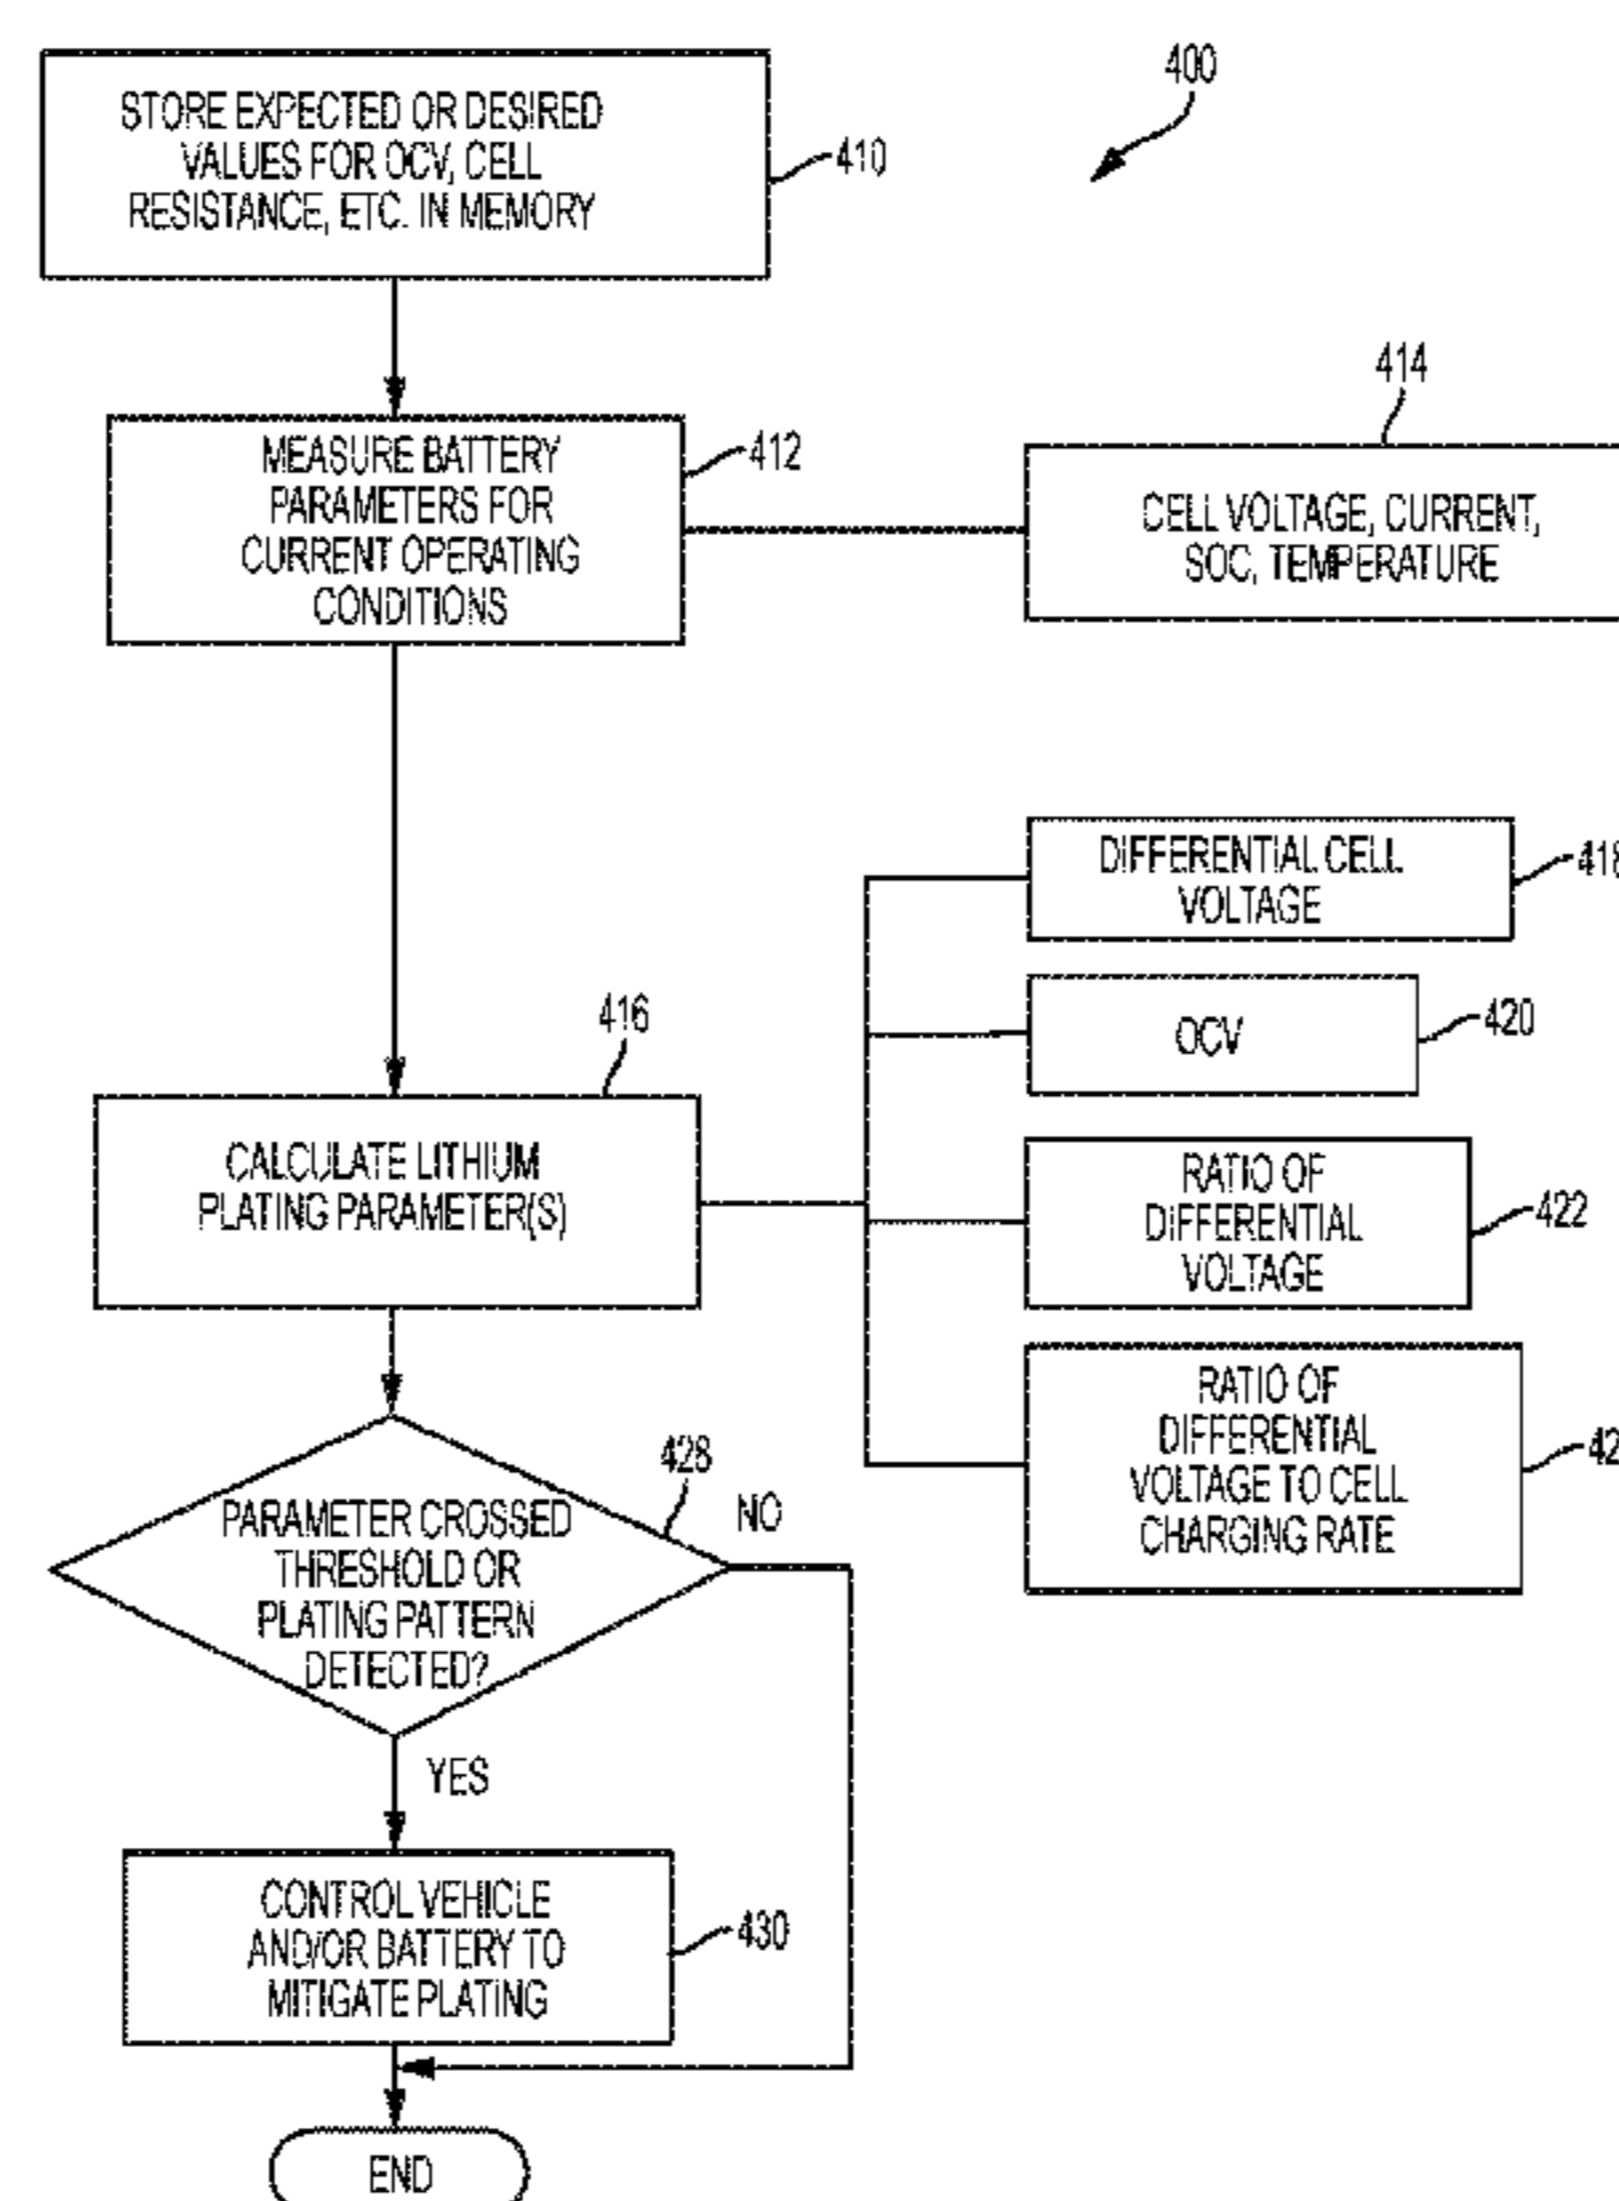 400
STORE EXPECTED OR DESIRED
VALUES FOR OCV, CELL
RESISTANCE, ETC. IN MEMORY
410
MEASURE BATTERY
PARAMETERS FOR
CURRENT OPERATING
CONDITIONS
412
414
CELL VOLTAGE, CURRENT,
SOC, TEMPERATURE
416
CALCULATE LITHIUM
PLATING PARAMETER(S)
DIFFERENTIAL CELL
VOLTAGE
418
OCV
420
RATIO OF
DIFFERENTIAL
VOLTAGE
422
RATIO OF
DIFFERENTIAL
VOLTAGE TO CELL
CHARGING RATE
428
PARAMETER CROSSED
THRESHOLD OR
PLATING PATTERN
DETECTED?
NO
YES
CONTROL VEHICLE
AND/OR BATTERY TO
MITIGATE PLATING
430
END